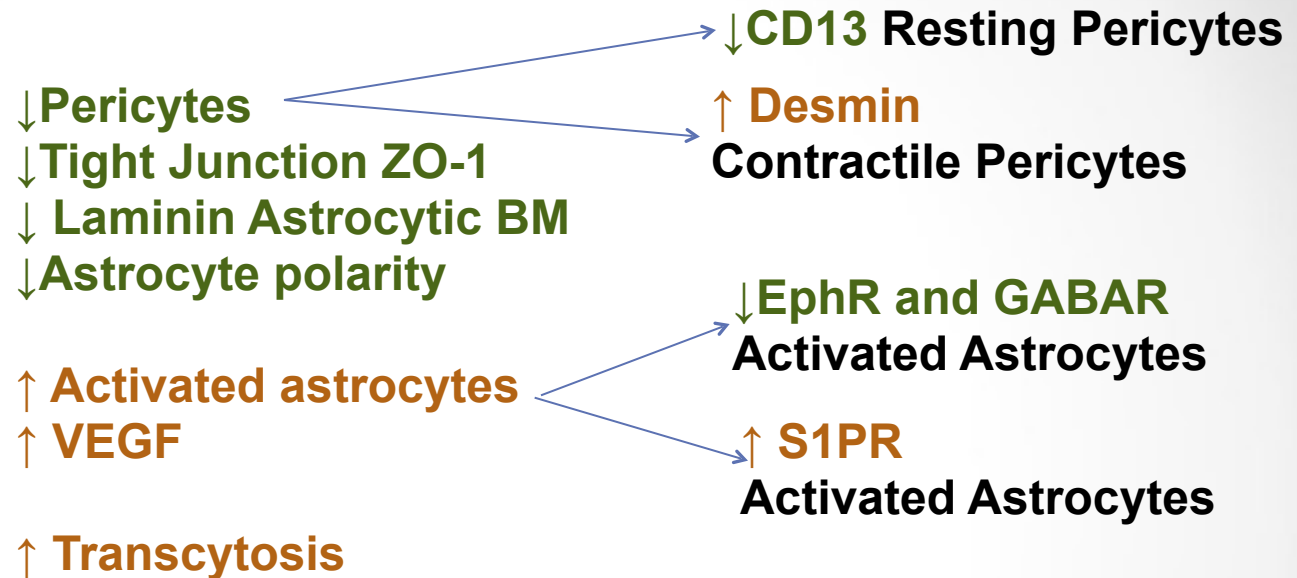 ↓Pericytes
↓Tight Junction ZO-1
↓ Laminin Astrocytic BM
↓Astrocyte polarity
↑ Activated astrocytes
↑ VEGF
↑ Transcytosis
↓CD13 Resting Pericytes
↑ Desmin
Contractile Pericytes
↓EphR and GABAR
Activated Astrocytes
↑ S1PR
Activated Astrocytes